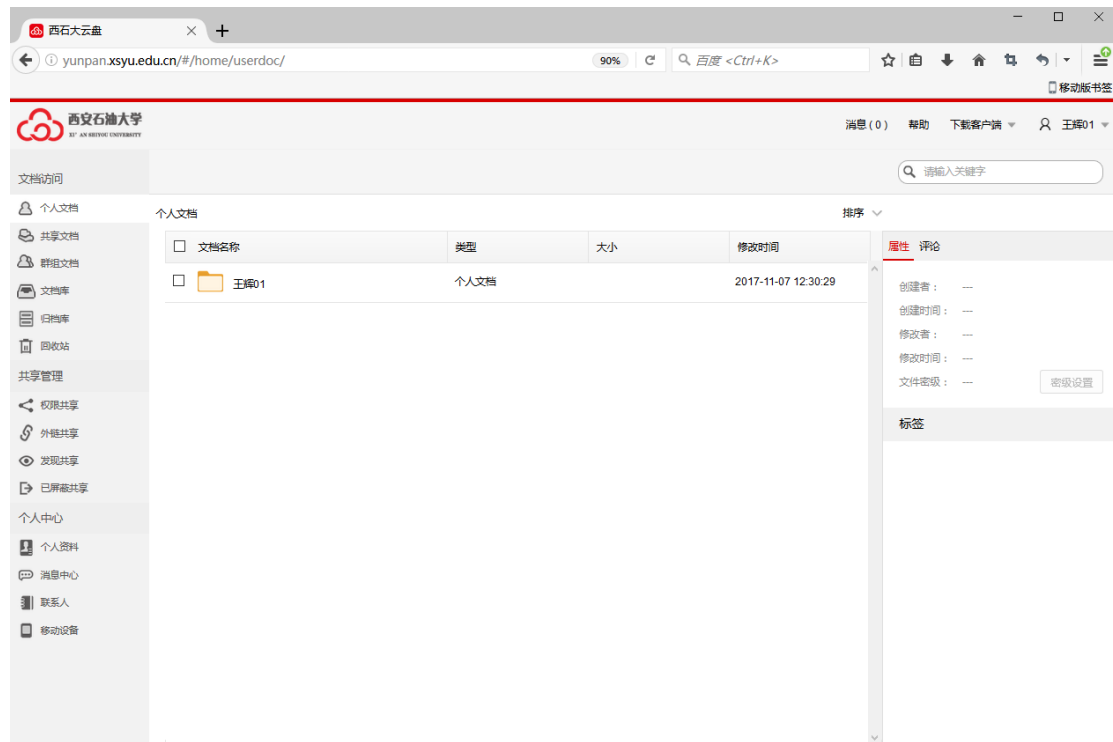 西石大云盘
yunpan.xsyu.edu.cn/#/home/userdoc/ 90% 百度 <Ctrl+K>
移动版书签
西安石油大学
XI' AN SHIYOU UNIVERSITY
消息(0) 帮助 下载客户端 王辉01
文档访问 请输入关键字
个人文档 个人文档 排序
共享文档 文档名称 类型 大小 修改时间 属性 评论
群组文档
王辉01 个人文档 2017-11-07 12:30:29 创建者: ---
文档库
创建时间: ---
归档库
修改者: ---
回收站
修改时间: ---
共享管理
文件密级: --- 密级设置
权限共享
标签
外链共享
发现共享
已屏蔽共享
个人中心
个人资料
消息中心
联系人
移动设备